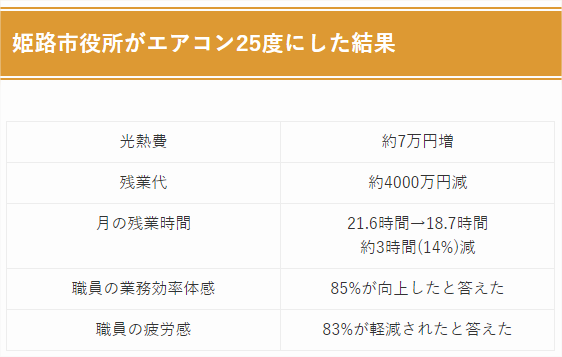 姫路市役所がエアコン25度にした結果
光熱費
約7万円増
残業代
約4000万円減
月の残業時間
21.6時間→18.7時間
約3時間(14%)減
職員の業務効率体感
85%が向上したと答えた
職員の疲労感
83%が軽減されたと答えた